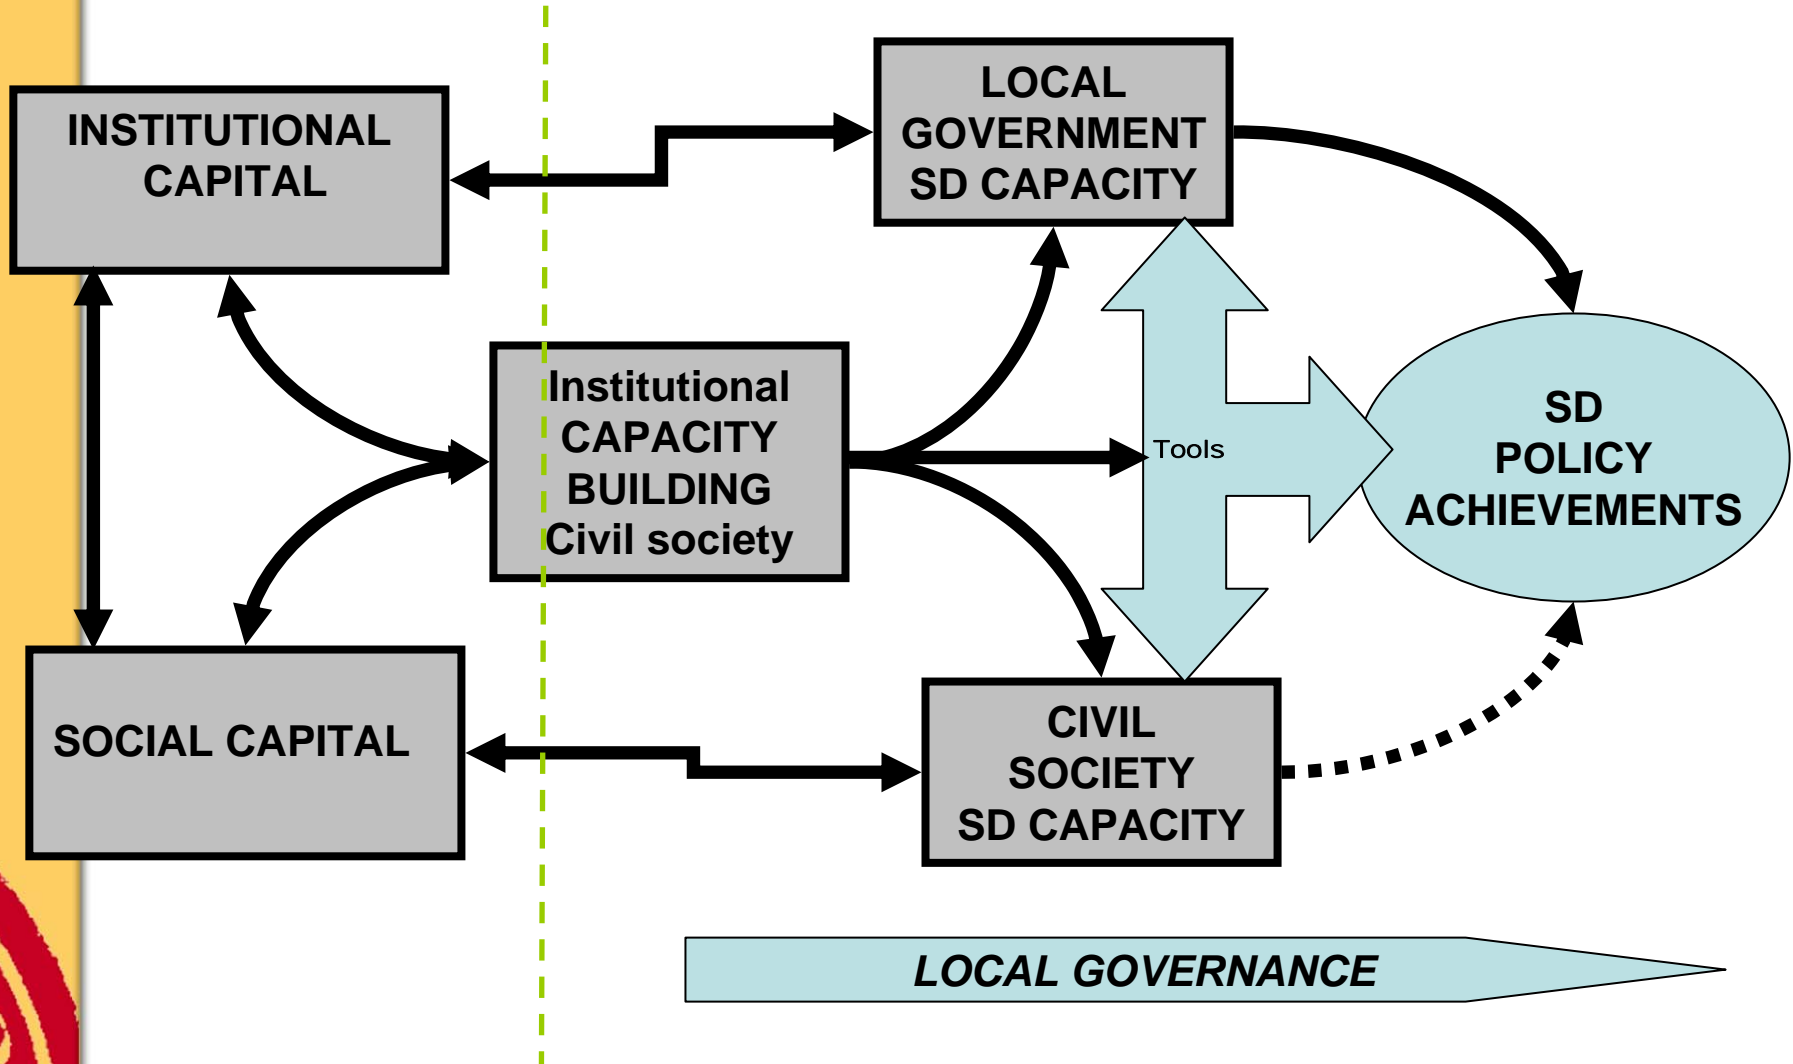 INSTITUTIONAL
CAPITAL
LOCAL
GOVERNMENT
SD CAPACITY
Institutional
CAPACITY
BUILDING
Civil society
Tools
SD
POLICY
ACHIEVEMENTS
SOCIAL CAPITAL
CIVIL
SOCIETY
SD CAPACITY
LOCAL GOVERNANCE